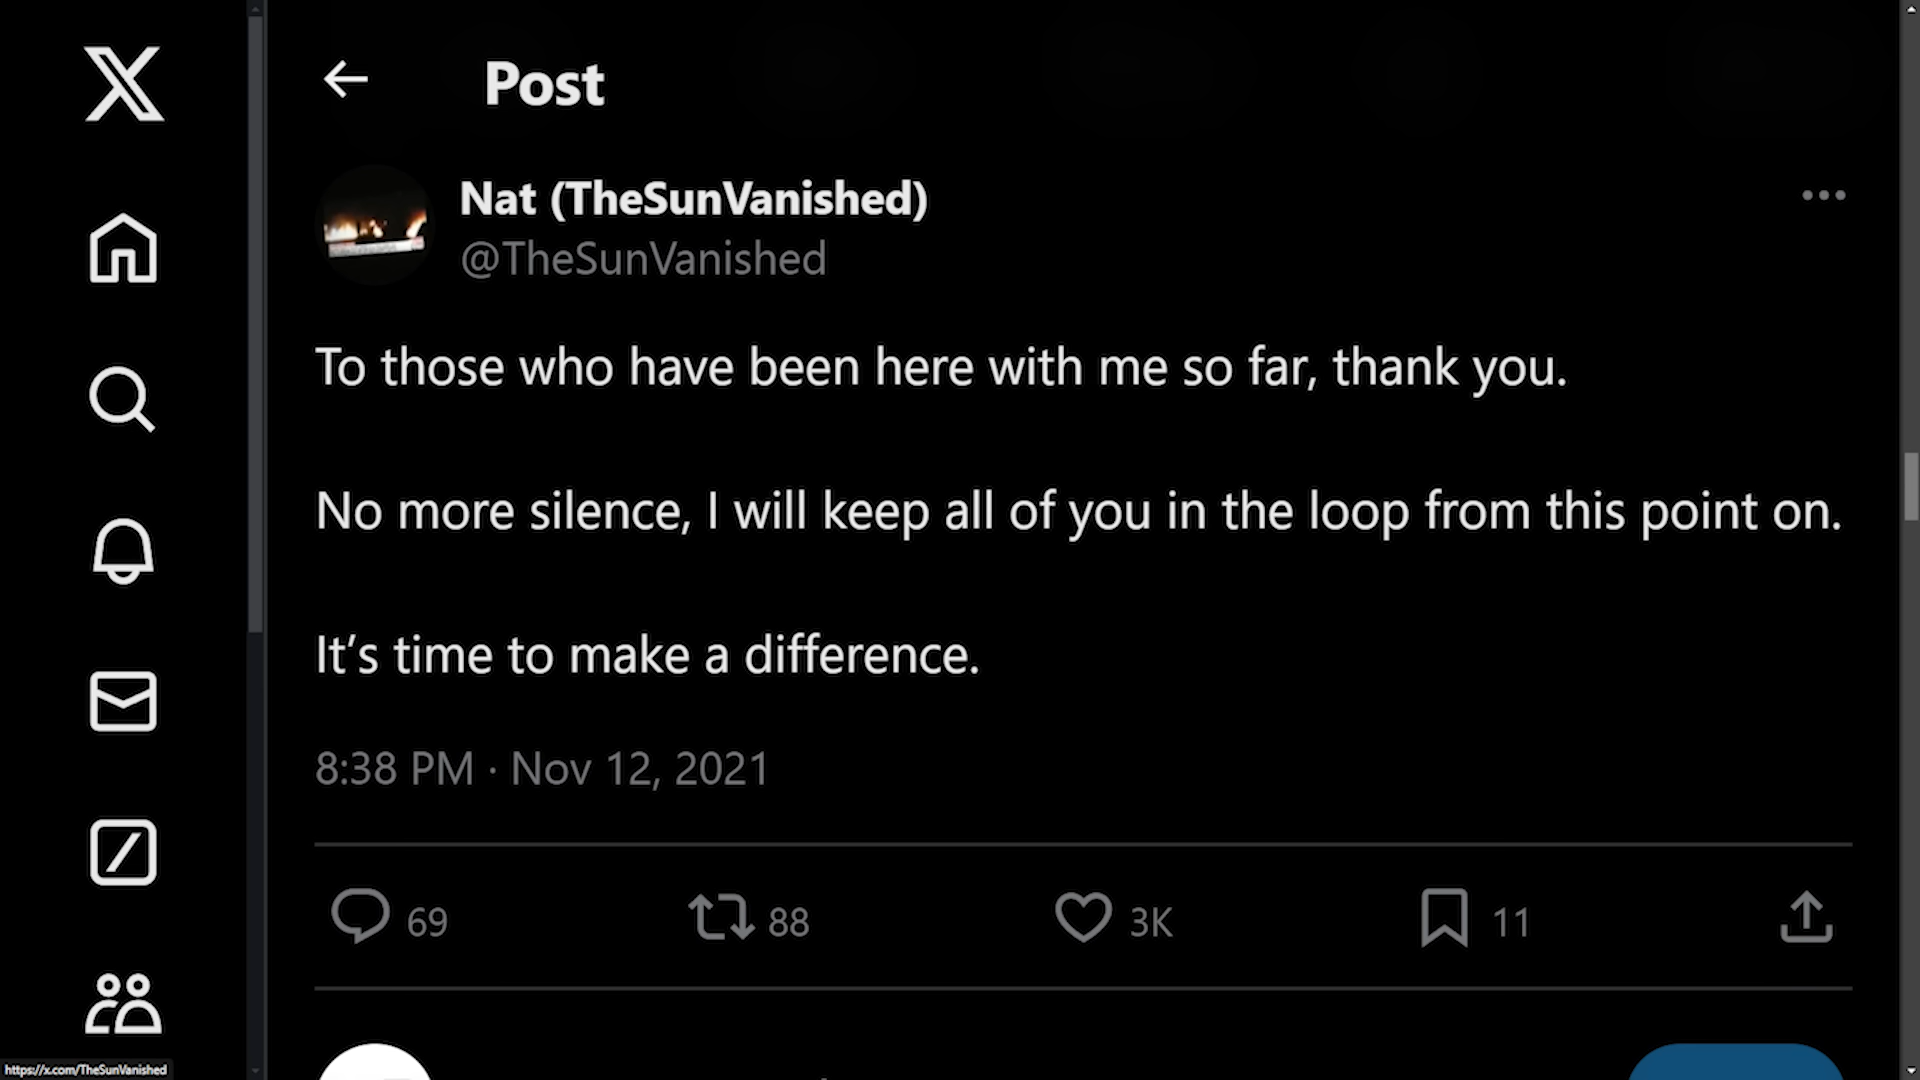 Post
Nat (TheSunVanished)
@TheSunVanished
To those who have been here with me so far, thank you.
No more silence, I will keep all of you in the loop from this point on.
It’s time to make a difference.
8:38 PM · Nov 12, 2021
69 88 3K 11
https://x.com/TheSunVanished